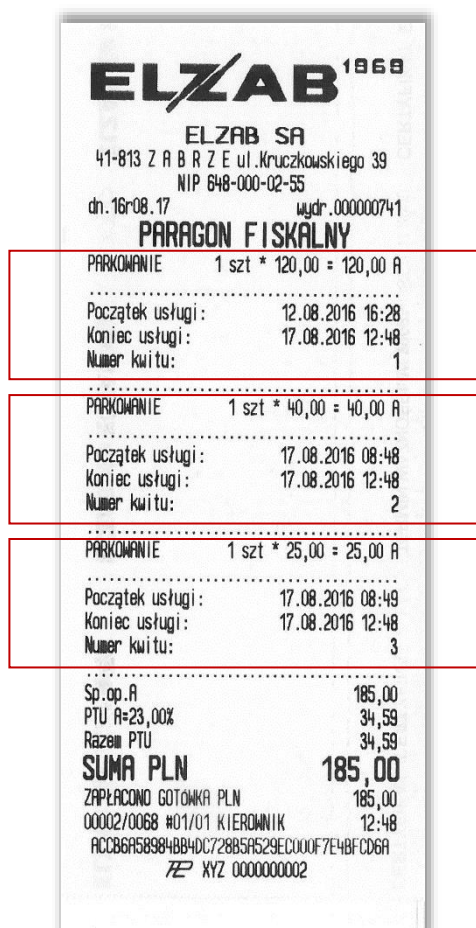 ELZAB 1969
ELZAB SA
41-813 Z A B R Z E ul.Kruczkowskiego 39
NIP 648-000-02-55
dn.16r08.17 wydr.000000741
PARAGON FISKALNY
PARKOWANIE 1 szt * 120,00 = 120,00 A
Początek usługi: 12.08.2016 16:28
Koniec usługi: 17.08.2016 12:48
Numer kwitu: 1
PARKOWANIE 1 szt * 40,00 = 40,00 A
Początek usługi: 17.08.2016 08:48
Koniec usługi: 17.08.2016 12:48
Numer kwitu: 2
PARKOWANIE 1 szt * 25,00 = 25,00 A
Początek usługi: 17.08.2016 08:49
Koniec usługi: 17.08.2016 12:48
Numer kwitu: 3
Sp.op.A 185,00
PTU A=23,00% 34,59
Razem PTU 34,59
SUMA PLN 185,00
ZAPŁACONO GOTÓWKA PLN 185,00
00002/0068 #01/01 KIEROWNIK 12:48
ACCB6A58984BB4DC728B5A529EC000F7E4BFCD6A
XYZ 0000000002